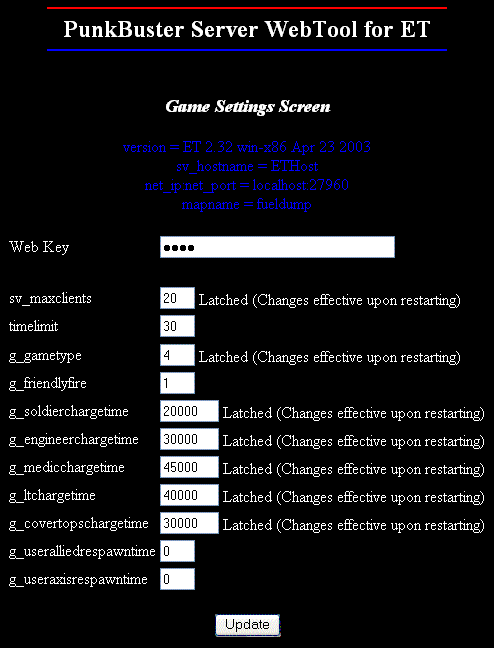 PunkBuster Server WebTool for ET
Game Settings Screen
version = ET 2.32 win-x86 Apr 23 2003
sv_hostname = ETHost
net_ip:net_port = localhost:27960
mapname = fueldump
Web Key ●●●●
sv_maxclients 20 Latched (Changes effective upon restarting)
timelimit 30
g_gametype 4 Latched (Changes effective upon restarting)
g_friendlyfire 1
g_soldierchargetime 20000 Latched (Changes effective upon restarting)
g_engineerchargetime 30000 Latched (Changes effective upon restarting)
g_medicchargetime 45000 Latched (Changes effective upon restarting)
g_ltchargetime 40000 Latched (Changes effective upon restarting)
g_covertopschargetime 30000 Latched (Changes effective upon restarting)
g_useralliedrespawntime 0
g_useraxisrespawntime 0
Update